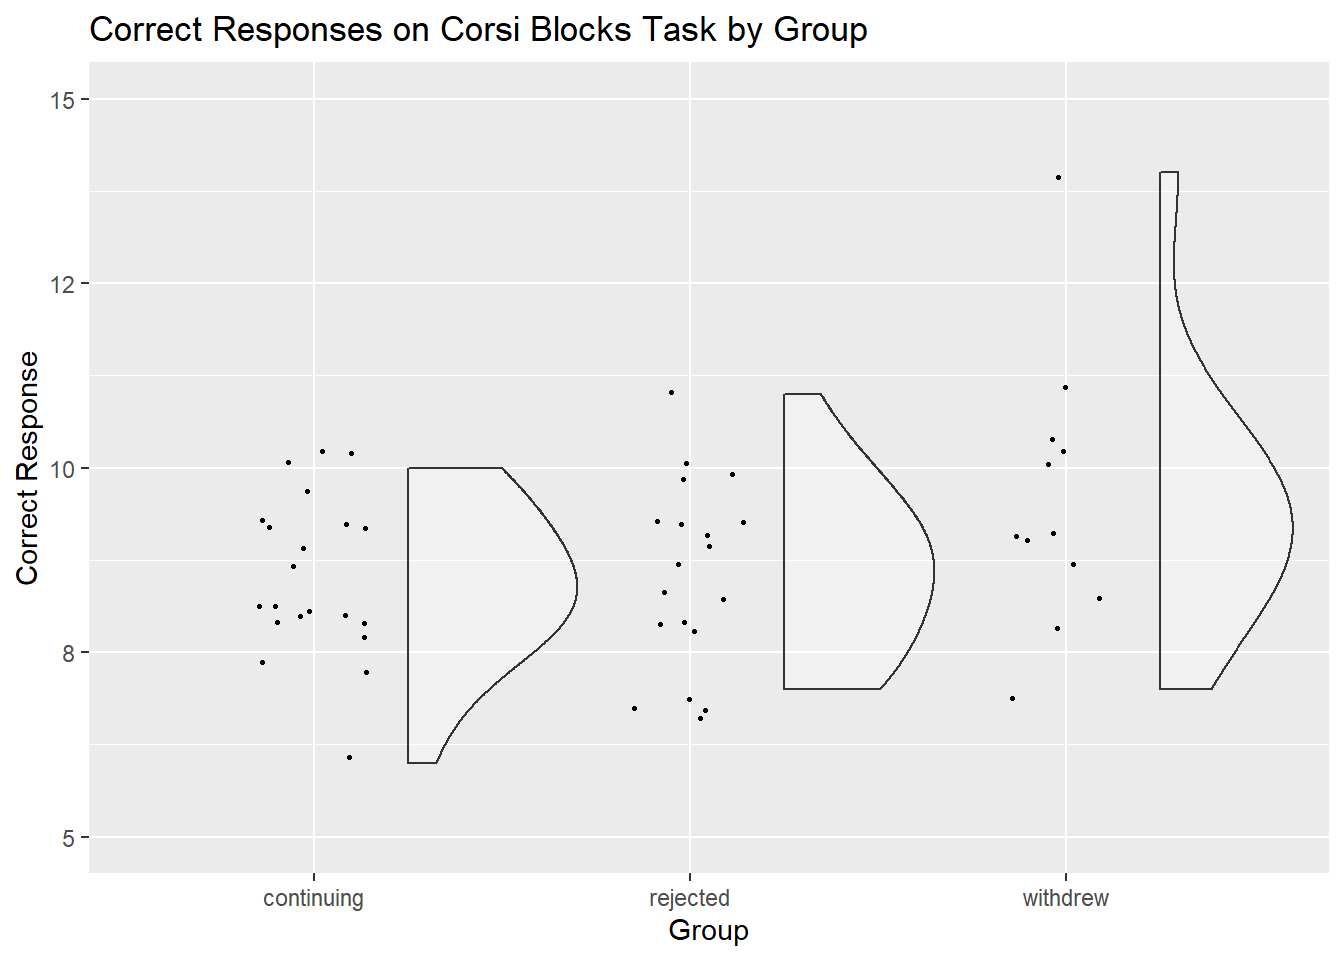 Correct Responses on Corsi Blocks Task by Group
15
12
10
8
5
Correct Response
continuing rejected withdrew
Group